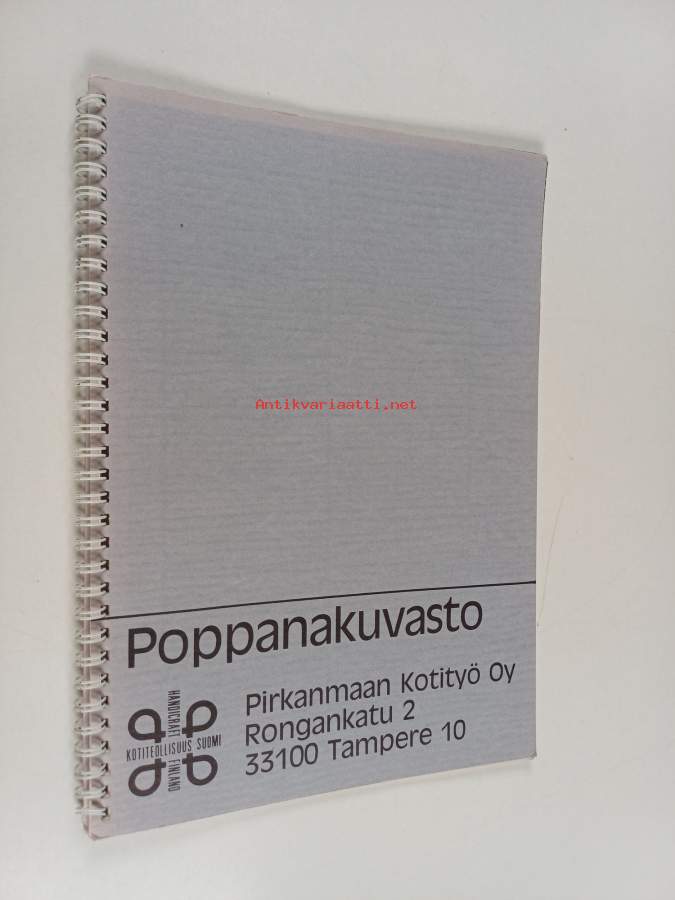 Antikvariaatti.net
Poppanakuvasto
Pirkanmaan Kotityö Oy
Rongankatu 2
33100 Tampere 10
HANDICRAFT FINLAND
KOTITEOLLISUUS SUOMI